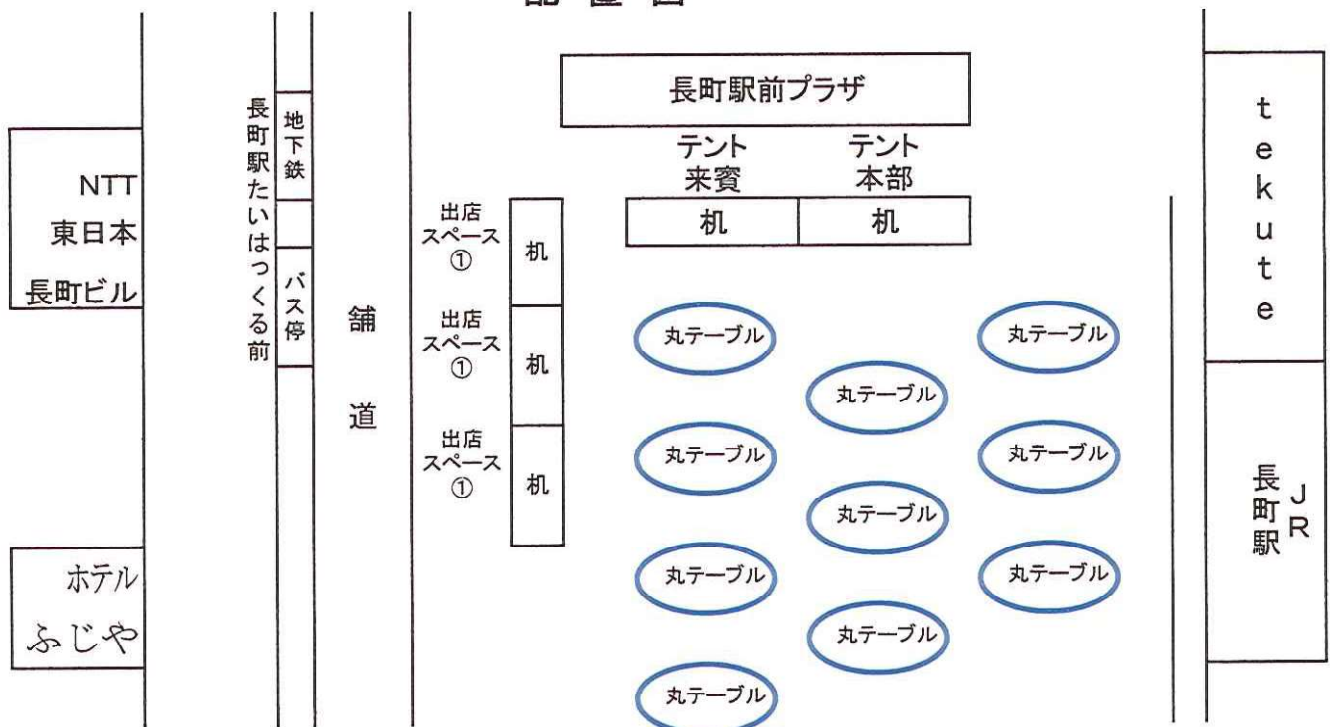 配置図
長町駅前プラザ
テント
来賓
テント
本部
机
机
NTT
東日本
長町ビル
ホテル
ふじや
長町駅たいはっくる前
地下鉄
バス停
舗道
出店
スペース
①
机
出店
スペース
①
机
出店
スペース
①
机
丸テーブル
丸テーブル
丸テーブル
丸テーブル
丸テーブル
丸テーブル
丸テーブル
丸テーブル
丸テーブル
丸テーブル
tekute
JR
長町駅